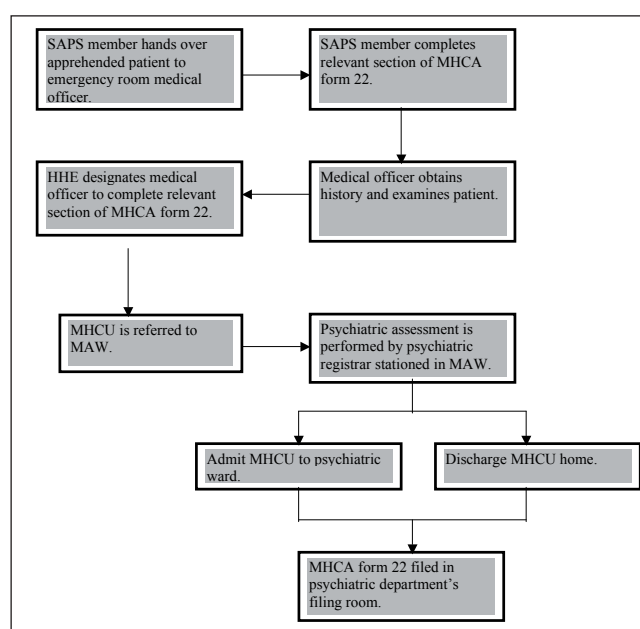 SAPS member hands over
apprehended patient to
emergency room medical
officer.
SAPS member completes
relevant section of MHCA
form 22.
Medical officer obtains
history and examines patient.
HHE designates medical
officer to complete relevant
section of MHCA form 22.
MHCU is referred to
MAW.
Psychiatric assessment is
performed by psychiatric
registrar stationed in MAW.
Admit MHCU to psychiatric
ward.
Discharge MHCU home.
MHCA form 22 filed in
psychiatric department's
filing room.